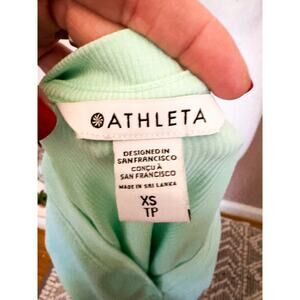 ATHLETA
DESIGNED IN
SAN FRANCISCO
CONÇU À
SAN FRANCISCO
MADE IN SRI LANKA
XS
TP